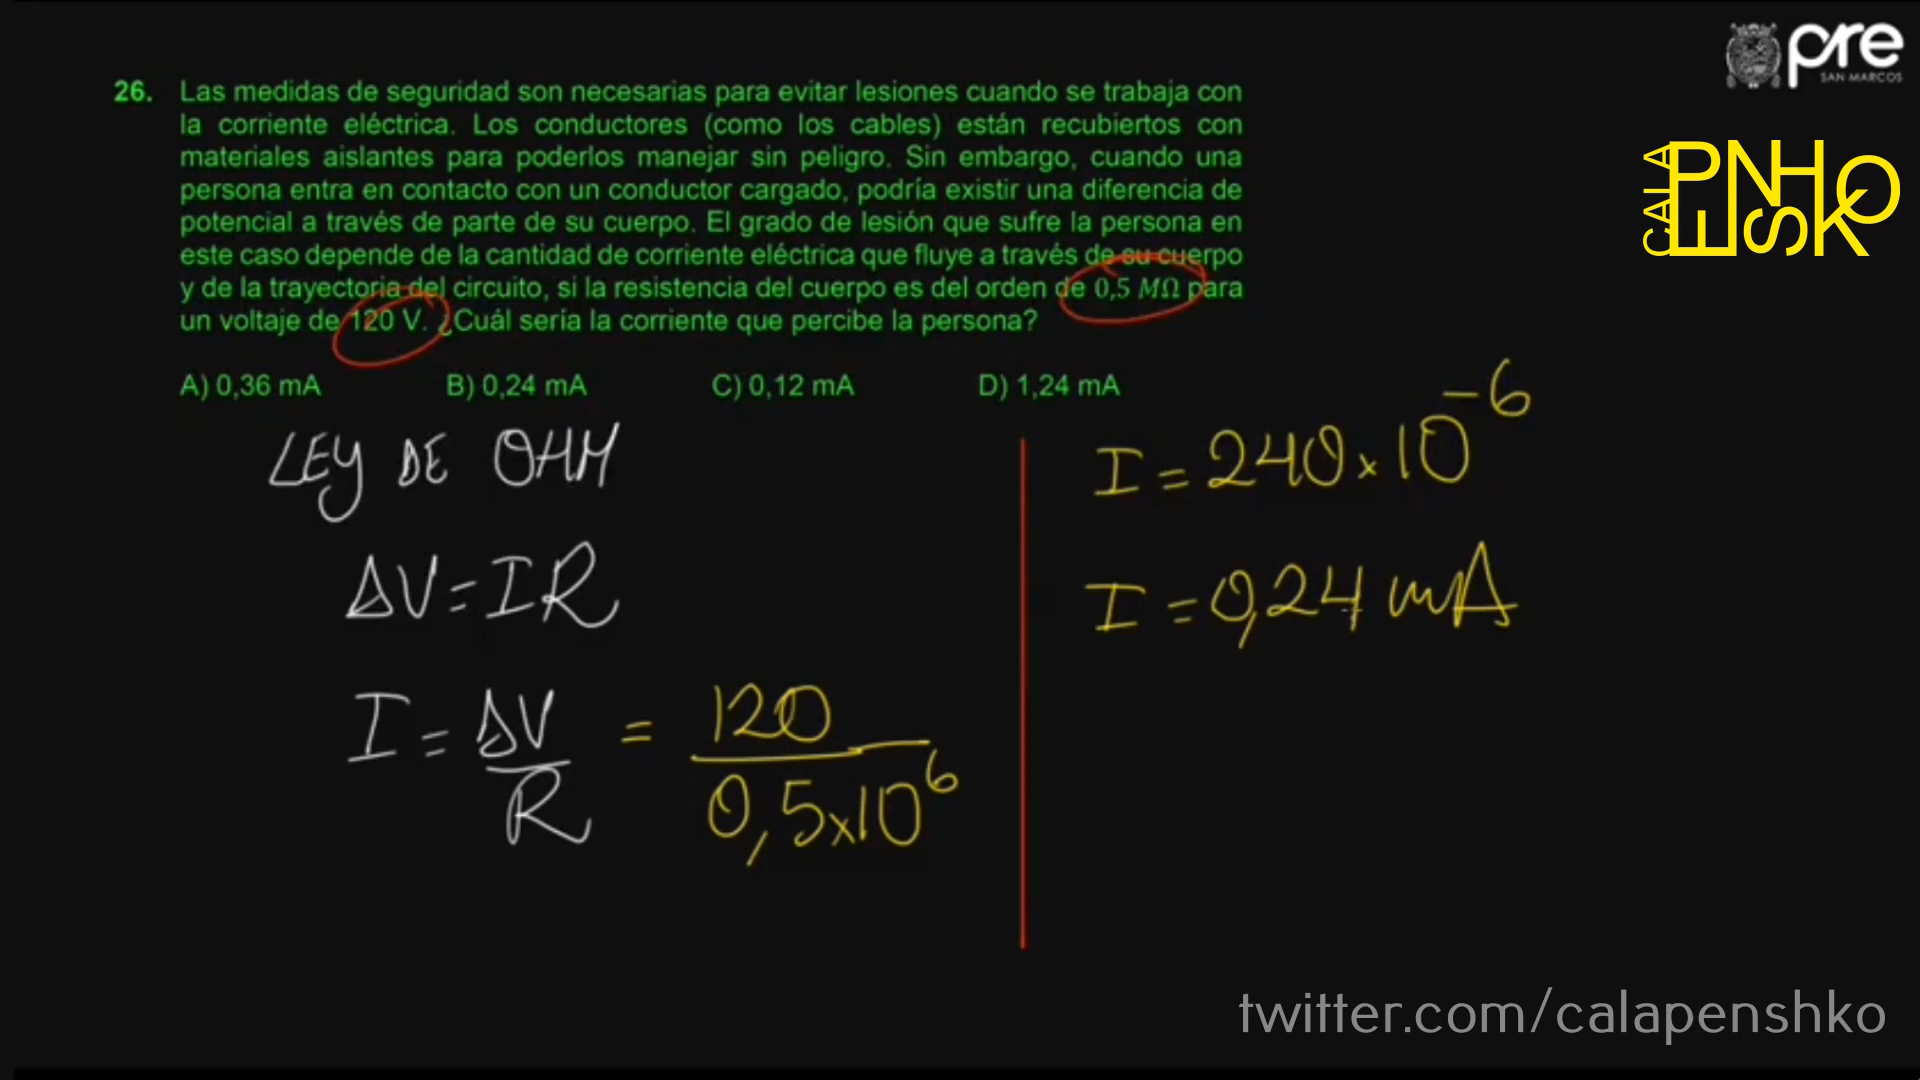 pre
SAN MARCOS
CALA PENSHKO
26. Las medidas de seguridad son necesarias para evitar lesiones cuando se trabaja con
la corriente eléctrica. Los conductores (como los cables) están recubiertos con
materiales aislantes para poderlos manejar sin peligro. Sin embargo, cuando una
persona entra en contacto con un conductor cargado, podría existir una diferencia de
potencial a través de parte de su cuerpo. El grado de lesión que sufre la persona en
este caso depende de la cantidad de corriente eléctrica que fluye a través de su cuerpo
y de la trayectoria del circuito, si la resistencia del cuerpo es del orden de 0,5 MΩ para
un voltaje de 120 V. ¿Cuál sería la corriente que percibe la persona?
A) 0,36 mA B) 0,24 mA C) 0,12 mA D) 1,24 mA
LEY DE OHM
ΔV = IR
I = ΔV/R = 120/0,5x10^6
I = 240x10^-6
I = 0,24 mA
twitter.com/calapenshko